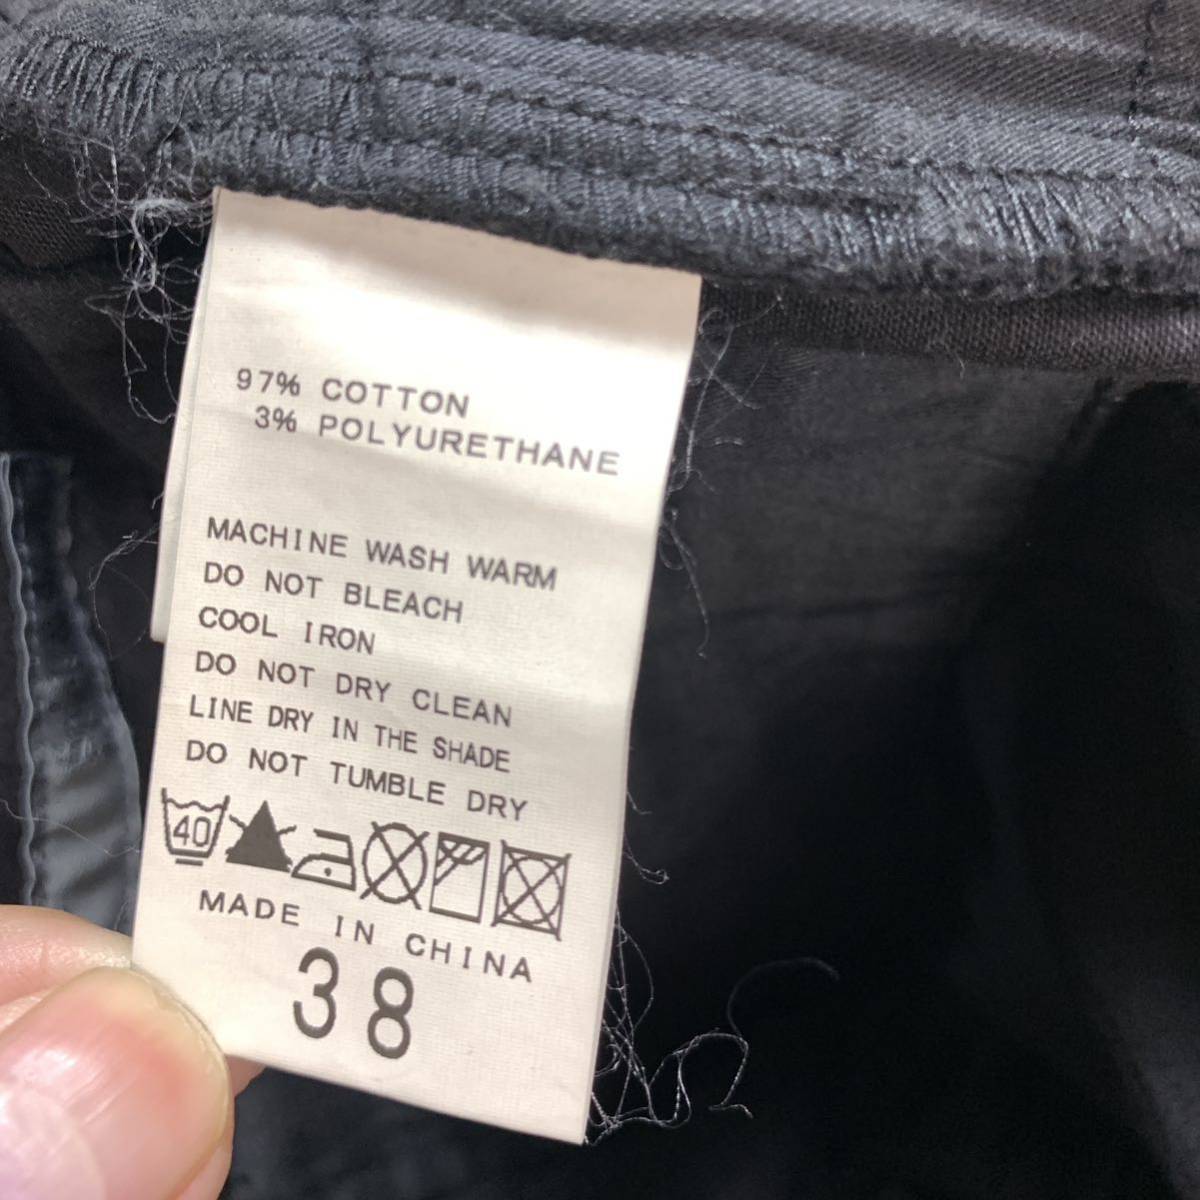 97% COTTON
3% POLYURETHANE
MACHINE WASH WARM
DO NOT BLEACH
COOL IRON
DO NOT DRY CLEAN
LINE DRY IN THE SHADE
DO NOT TUMBLE DRY
40
MADE IN CHINA
38